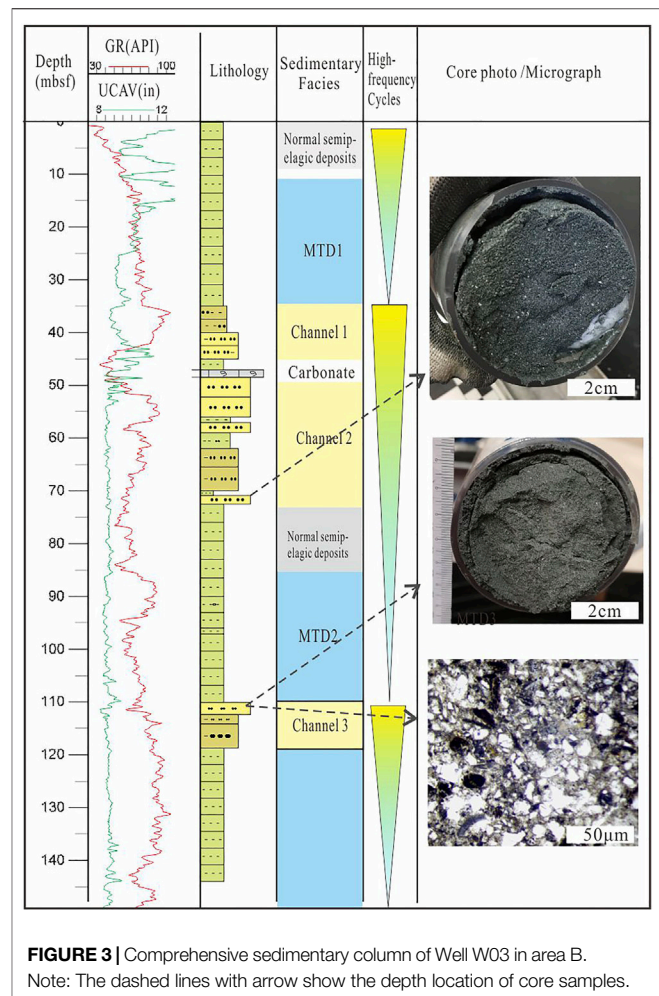 Depth
(mbsf)
GR(API)
30 100
UCAV(in)
8 12
Lithology
Sedimentary
Facies
High-
frequency
Cycles
Core photo /Micrograph
0
10
20
30
40
50
60
70
80
90
100
110
120
130
140
Normal semip-
elagic deposits
MTD1
Channel 1
Carbonate
Channel 2
Normal semip-
elagic deposits
MTD2
Channel 3
2cm
2cm
MTD3
50μm
FIGURE 3 | Comprehensive sedimentary column of Well W03 in area B.
Note: The dashed lines with arrow show the depth location of core samples.